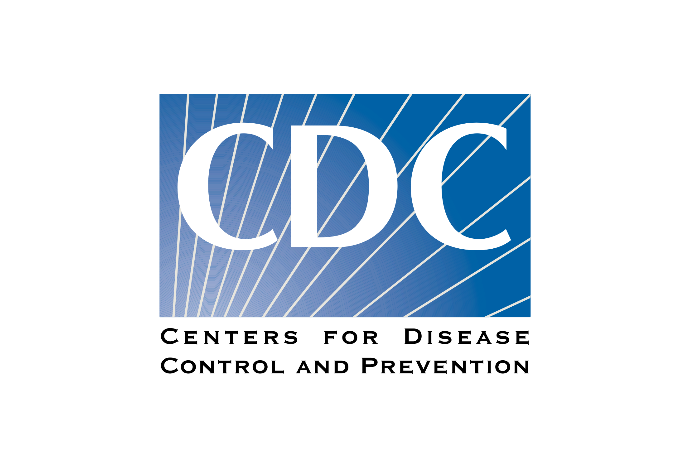 CDC
CENTERS FOR DISEASE
CONTROL AND PREVENTION